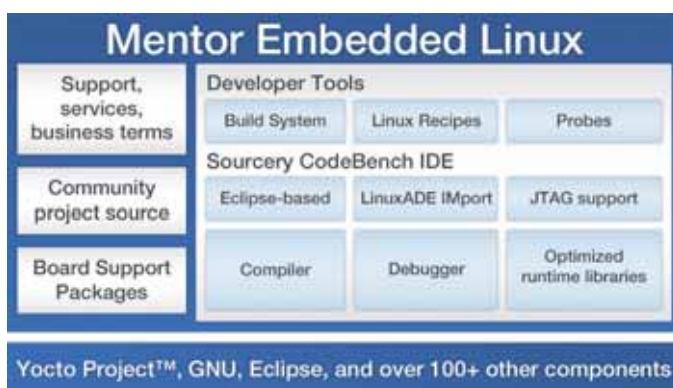 Mentor Embedded Linux
Support,
services,
business terms
Community
project source
Board Support
Packages
Developer Tools
Build System
Linux Recipes
Probes
Sourcery CodeBench IDE
Eclipse-based
LinuxADE IMport
JTAG support
Compiler
Debugger
Optimized
runtime libraries
Yocto Project™, GNU, Eclipse, and over 100+ other components